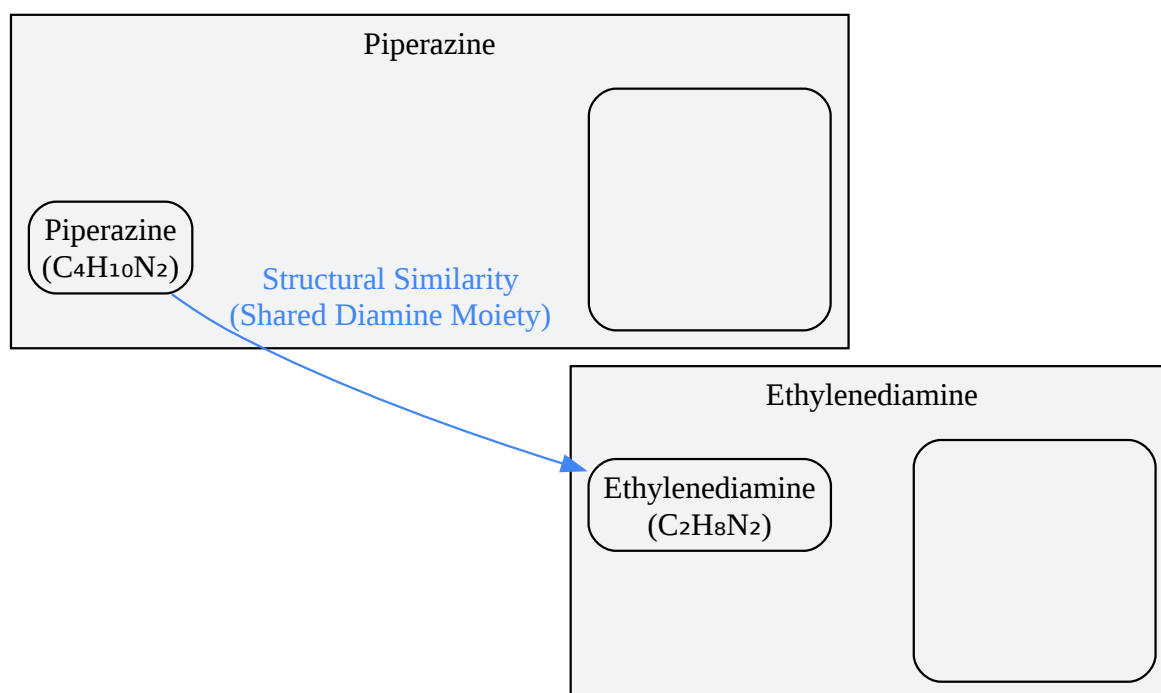 Piperazine
Piperazine
(C₄H₁₀N₂)
Structural Similarity
(Shared Diamine Moiety)
Ethylenediamine
Ethylenediamine
(C₂H₈N₂)